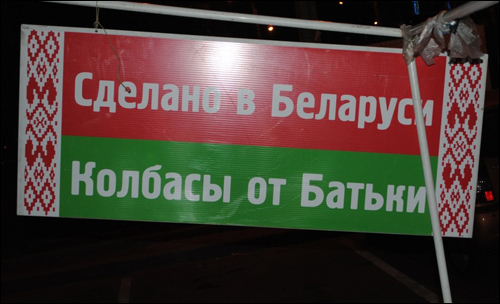 Сделано в Беларуси
Колбасы от Батьки